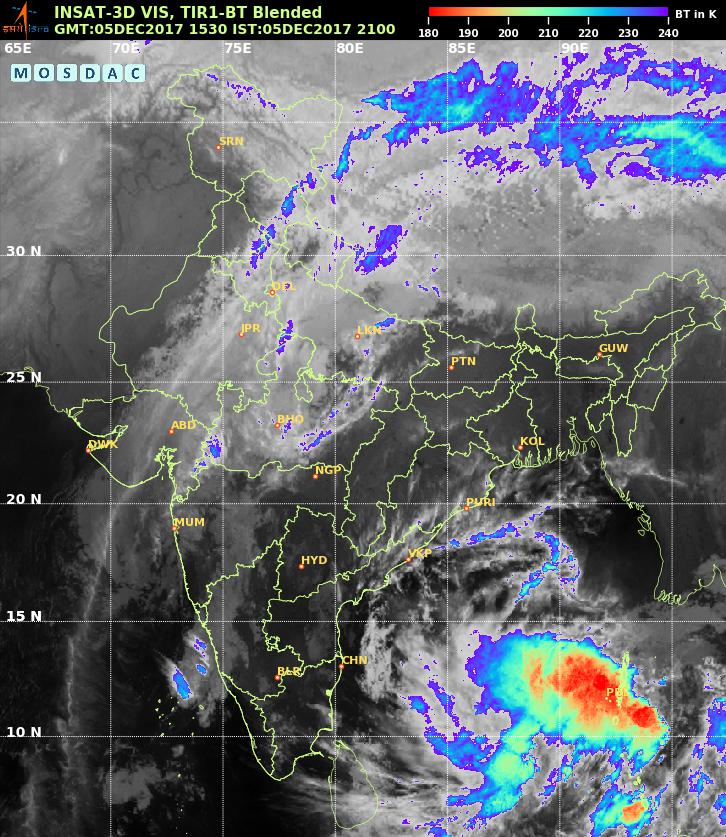 INSAT-3D VIS, TIR1-BT Blended
GMT:05DEC2017 1530 IST:05DEC2017 2100
BT in K
180 190 200 210 220 230 240
65E 70E 75E 80E 85E 90E
MOSDAC
SRN
30 N
DEL
JPR
LKN
GUW
PTN
25 N
ABD
BHO
DWK
KOL
NGP
20 N
PURI
MUM
VKP
HYD
15 N
CHN
BLR
10 N